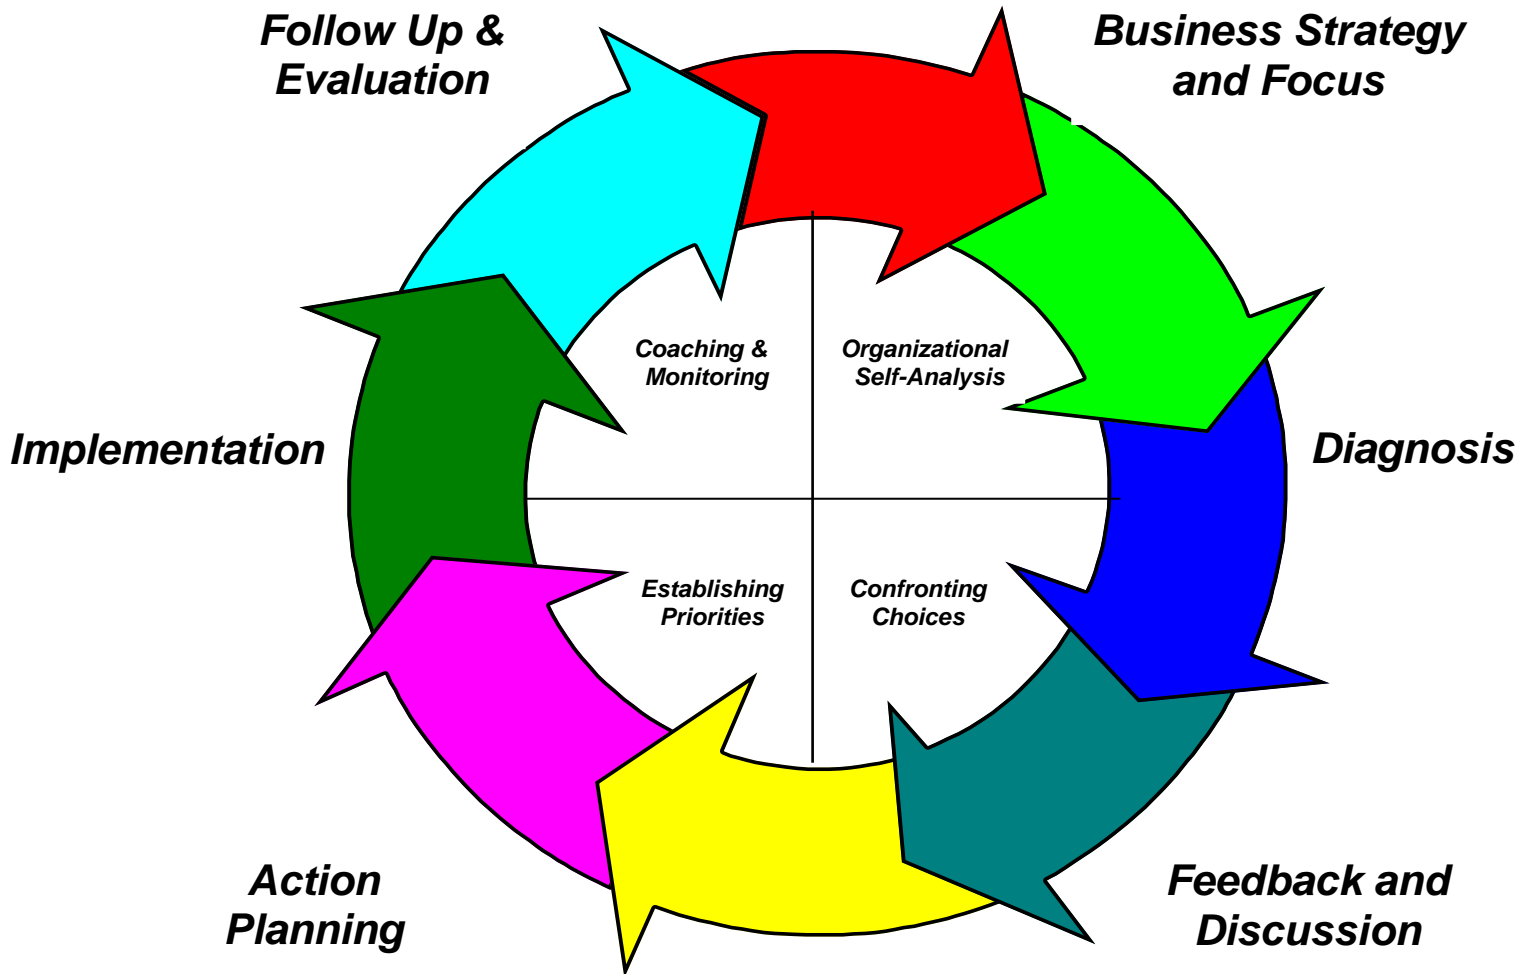 Follow Up &
Evaluation
Business Strategy
and Focus
Coaching &
Monitoring
Organizational
Self-Analysis
Implementation
Diagnosis
Establishing
Priorities
Confronting
Choices
Action
Planning
Feedback and
Discussion